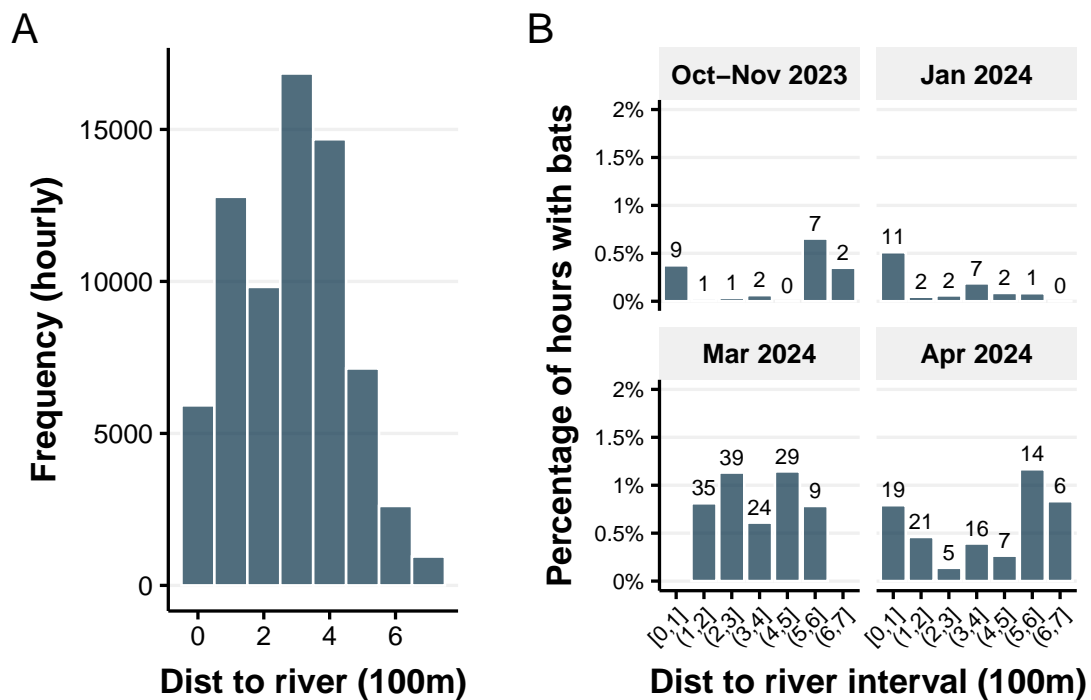 A
Frequency (hourly)
15000
10000
5000
0
0 2 4 6
Dist to river (100m)
B
Percentage of hours with bats
Oct–Nov 2023
2%
1.5%
1%
0.5%
0%
9 1 1 2 0 7 2
Jan 2024
11 2 2 7 2 1 0
Mar 2024
2%
1.5%
1%
0.5%
0%
35 39 24 29 9
Apr 2024
19 21 5 16 7 14 6
[0,1] (1,2] (2,3] (3,4] (4,5] (5,6] (6,7]
[0,1] (1,2] (2,3] (3,4] (4,5] (5,6] (6,7]
Dist to river interval (100m)